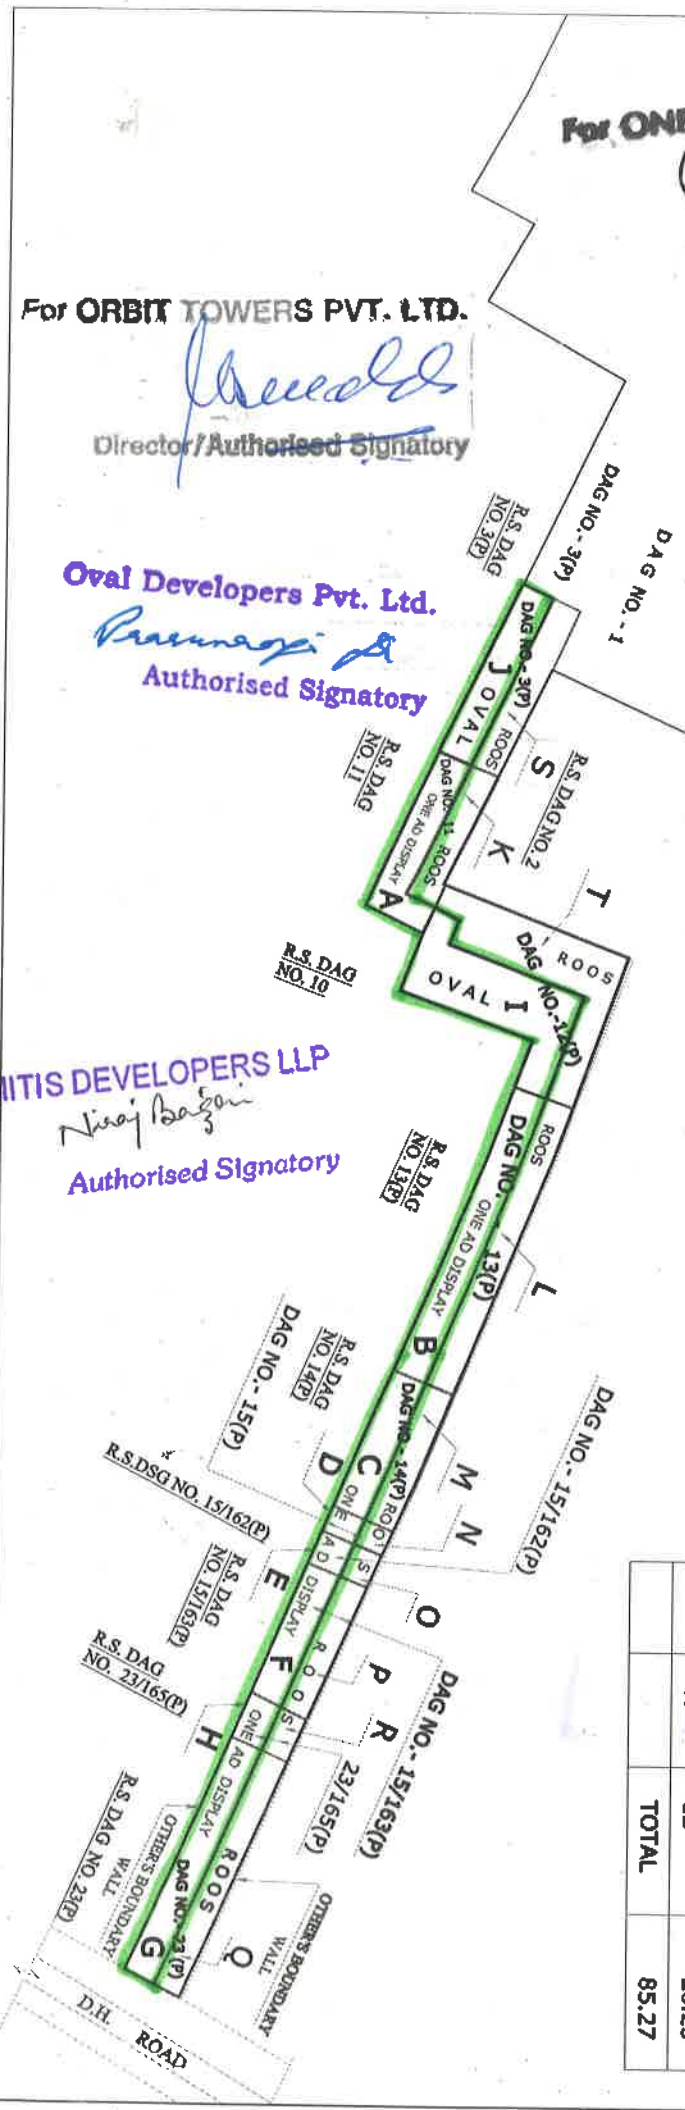 For ONE
For ORBIT TOWERS PVT. LTD.
Director/Authorised Signatory
DAG NO.- 3(P)
DAG NO. - 1
R.S. DAG
NO. 3(P)
Oval Developers Pvt. Ltd.
Authorised Signatory
DAG NO.- 3(P) / ROOS
J OVAL
S
R.S. DAG NO. 2
R.S. DAG
NO. 11
DAG NO. 11 ROOS
ONE AD DISPLAY
K
A
T
ROOS
DAG NO.-12(P)
OVAL I
R.S. DAG
NO. 10
ITIS DEVELOPERS LLP
Niraj Bagari
Authorised Signatory
R.S. DAG
NO. 13(P)
ROOS
DAG NO. - 13(P)
ONE AD DISPLAY
L
B
DAG NO.- 15/162(P)
R.S. DAG
NO. 14(P)
DAG NO.- 15(P)
DAG NO - 14(P) ROO'S'
M
N
C
D
ONE AD DISPLAY
R.S.DSG NO. 15/162(P)
E
O
R.S. DAG
NO. 15/163(P)
F
ROO'S'
P
R
DAG NO.- 15/163(P)
R.S. DAG
NO. 23/165(P)
H
23/165(P)
ONE AD DISPLAY
ROOS
OTHER'S BOUNDARY
WALL
R.S. DAG NO. 23(P)
DAG NO.-23(P)
G
Q
OTHER'S BOUNDARY
WALL
D.H. ROAD
TOTAL 85.27